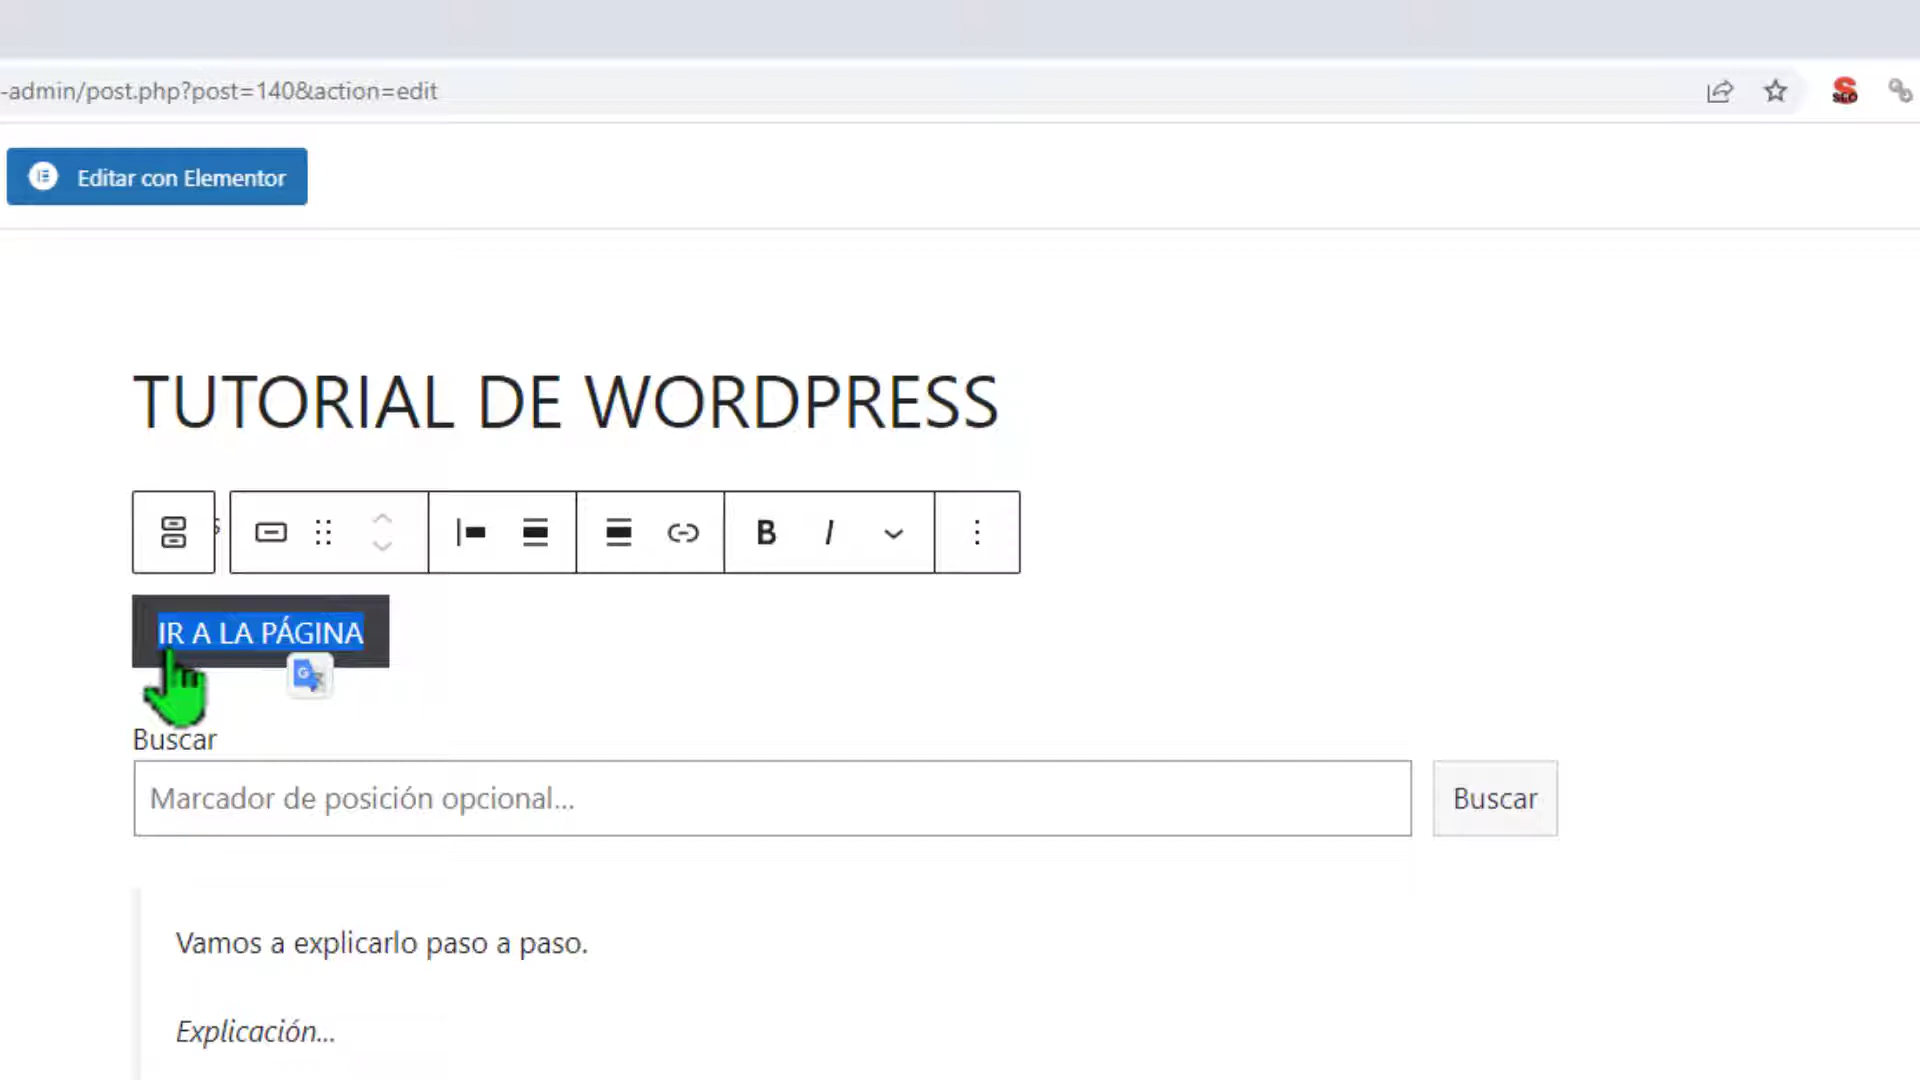 -admin/post.php?post=140&action=edit
SEO
Editar con Elementor
TUTORIAL DE WORDPRESS
s
B I
IR A LA PÁGINA
G
Buscar
Marcador de posición opcional...
Buscar
Vamos a explicarlo paso a paso.
Explicación...